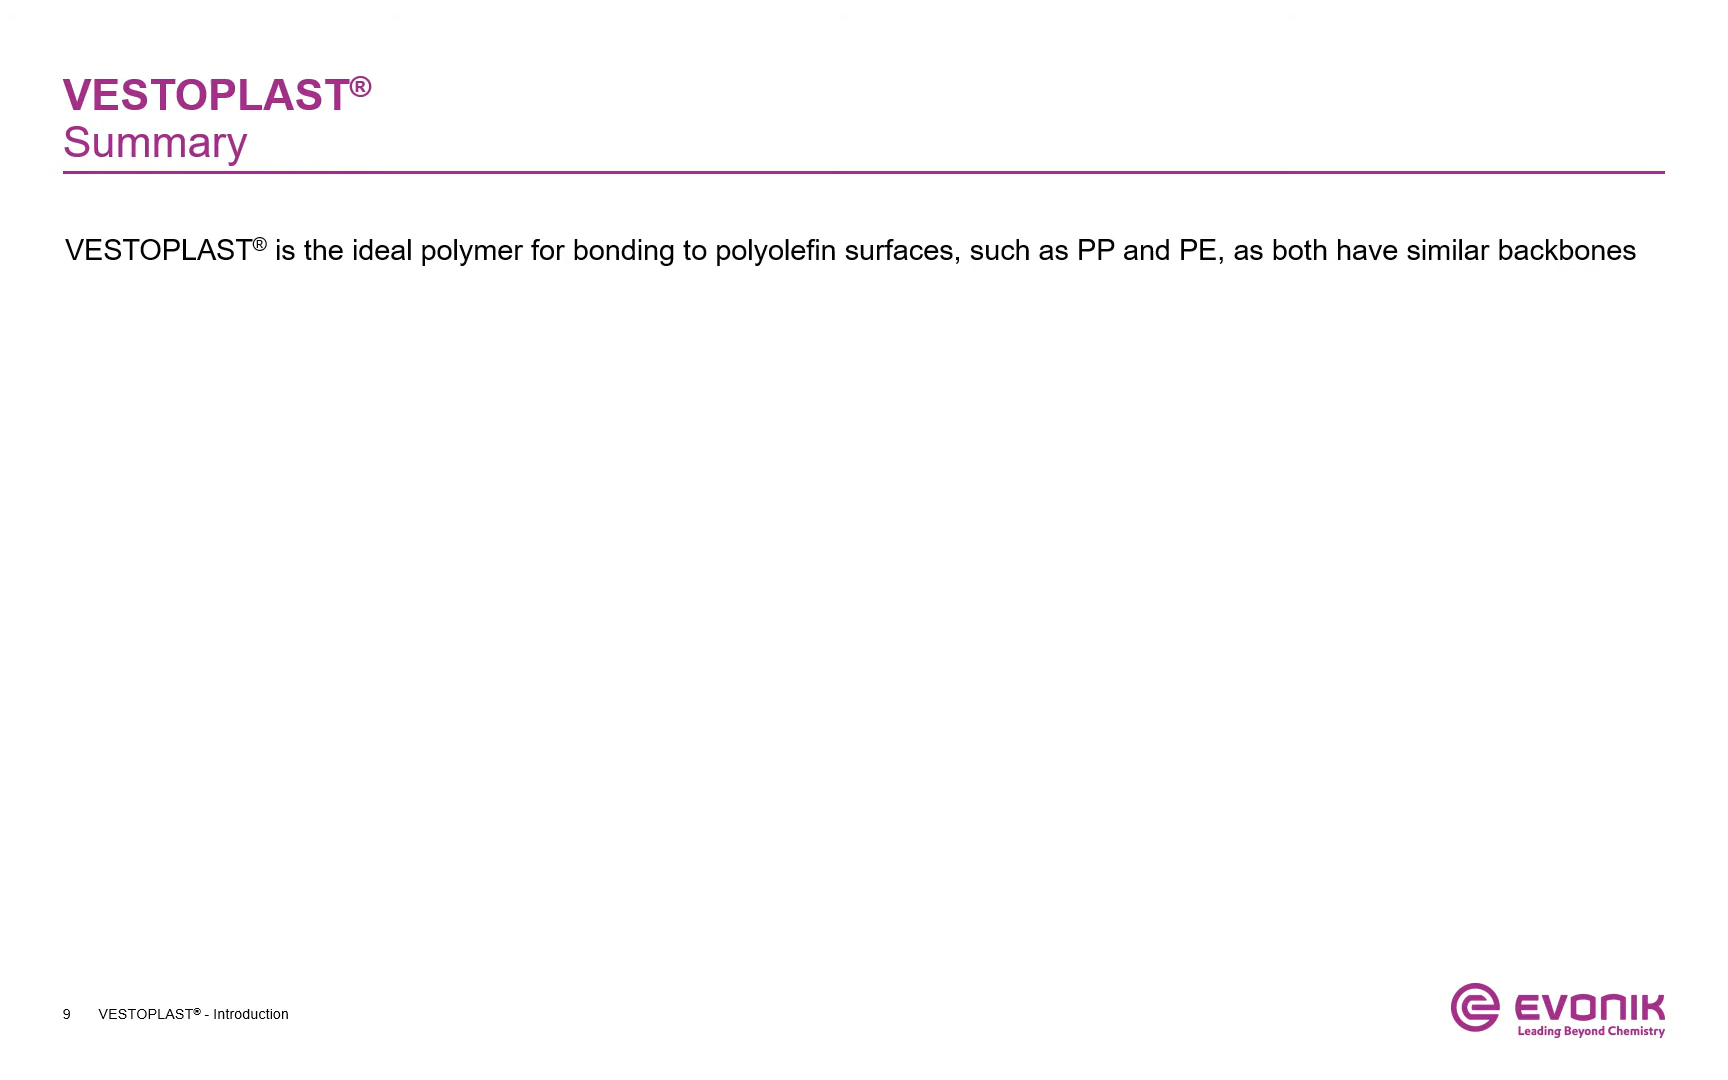 VESTOPLAST®
Summary
VESTOPLAST® is the ideal polymer for bonding to polyolefin surfaces, such as PP and PE, as both have similar backbones
9 VESTOPLAST® - Introduction
EVONIK
Leading Beyond Chemistry